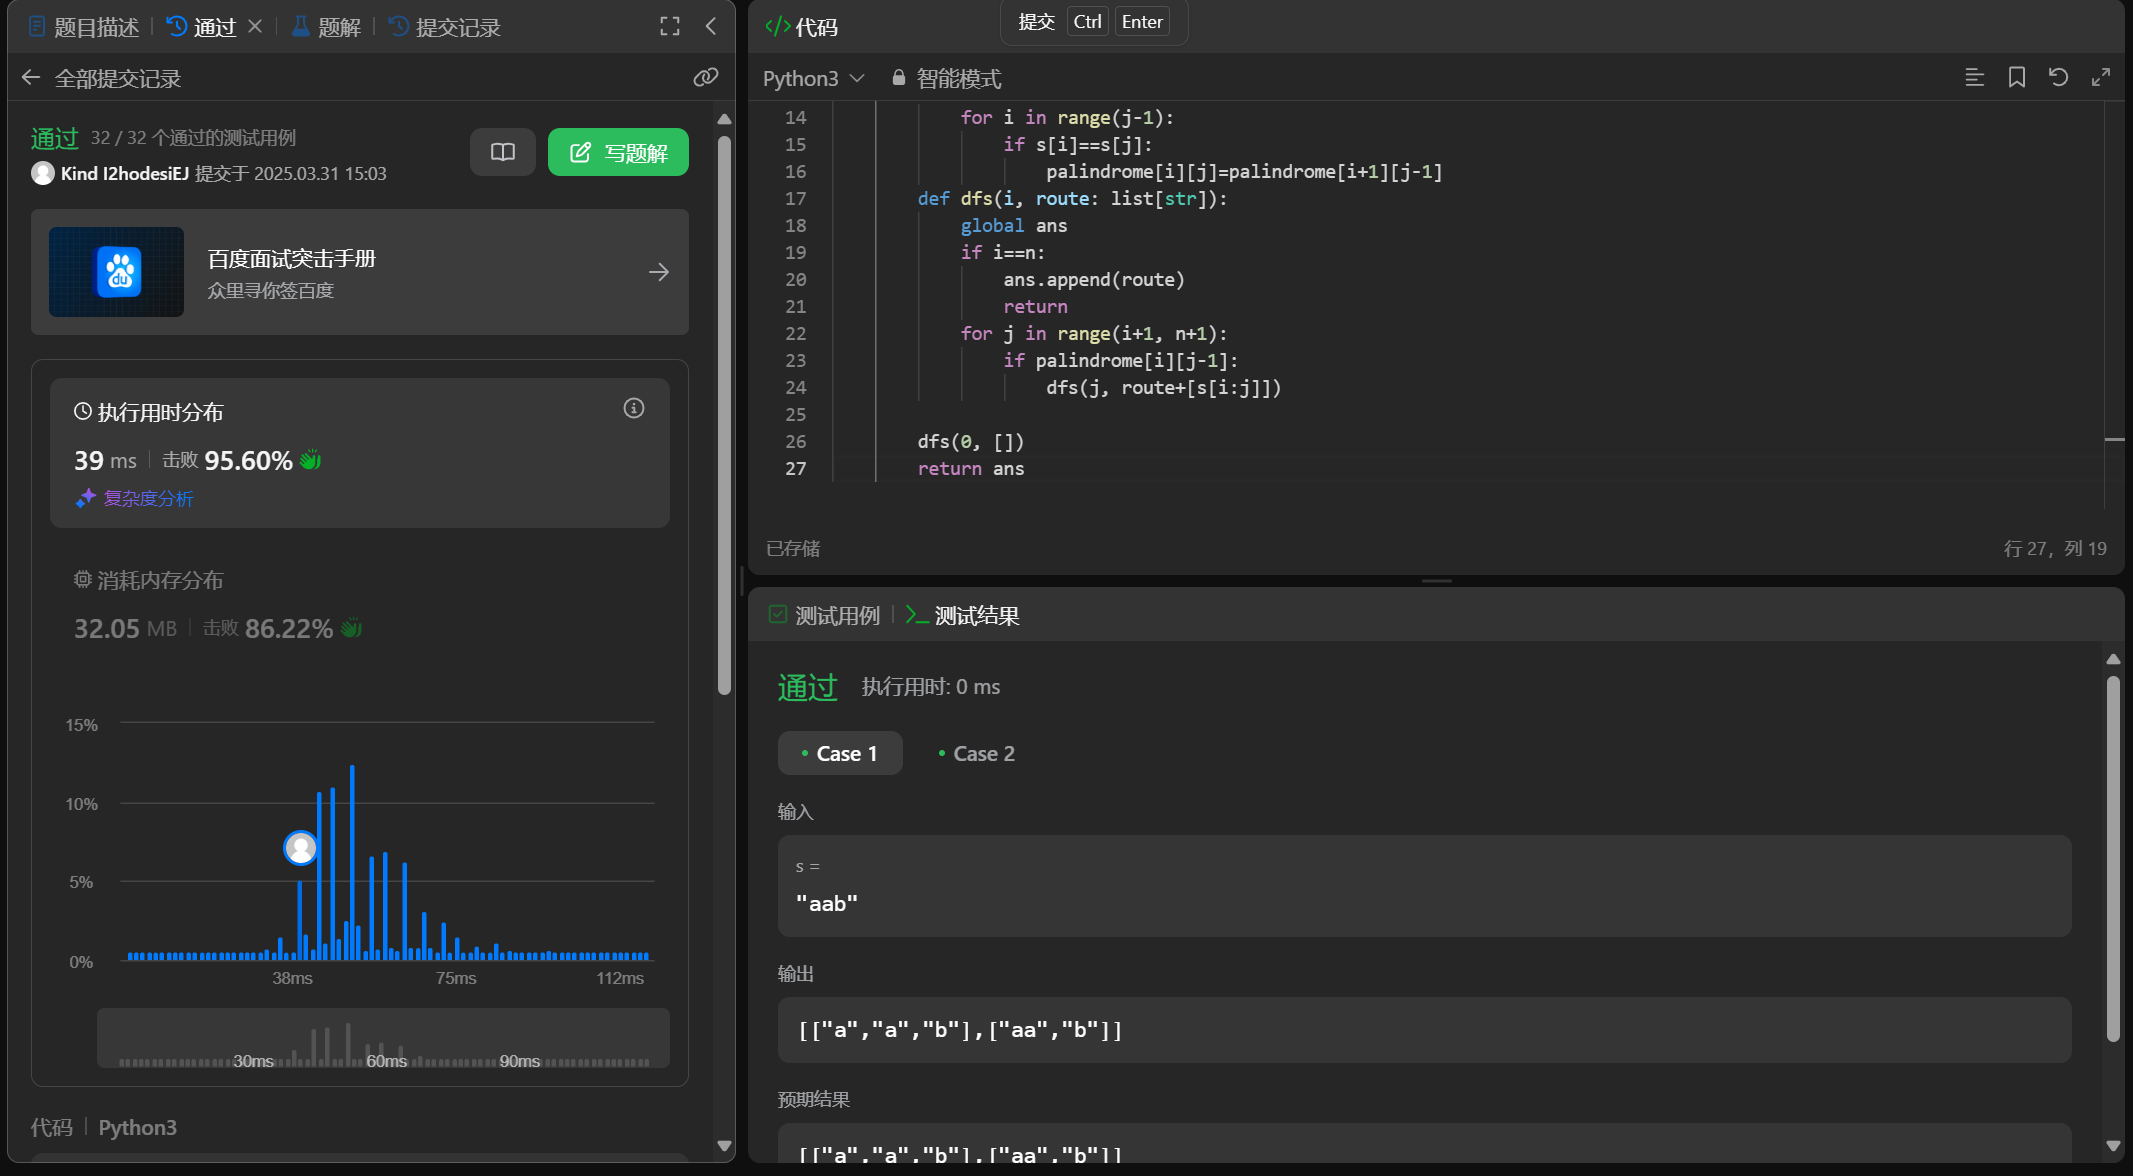 题目描述
通过
题解
提交记录
全部提交记录
通过 32 / 32 个通过的测试用例
Kind I2hodesiEJ 提交于 2025.03.31 15:03
写题解
du
百度面试突击手册
众里寻你签百度
执行用时分布
39 ms 击败 95.60%
复杂度分析
消耗内存分布
32.05 MB 击败 86.22%
15%
10%
5%
0%
38ms 75ms 112ms
30ms 60ms 90ms
代码 Python3
</>代码
提交 Ctrl Enter
Python3 智能模式
14 for i in range(j-1):
15 if s[i]==s[j]:
16 palindrome[i][j]=palindrome[i+1][j-1]
17 def dfs(i, route: list[str]):
18 global ans
19 if i==n:
20 ans.append(route)
21 return
22 for j in range(i+1, n+1):
23 if palindrome[i][j-1]:
24 dfs(j, route+[s[i:j]])
25
26 dfs(0, [])
27 return ans
已存储
行 27，列 19
测试用例
测试结果
通过 执行用时: 0 ms
Case 1
Case 2
输入
s =
"aab"
输出
[["a","a","b"],["aa","b"]]
预期结果
[["a","a","b"],["aa","b"]]